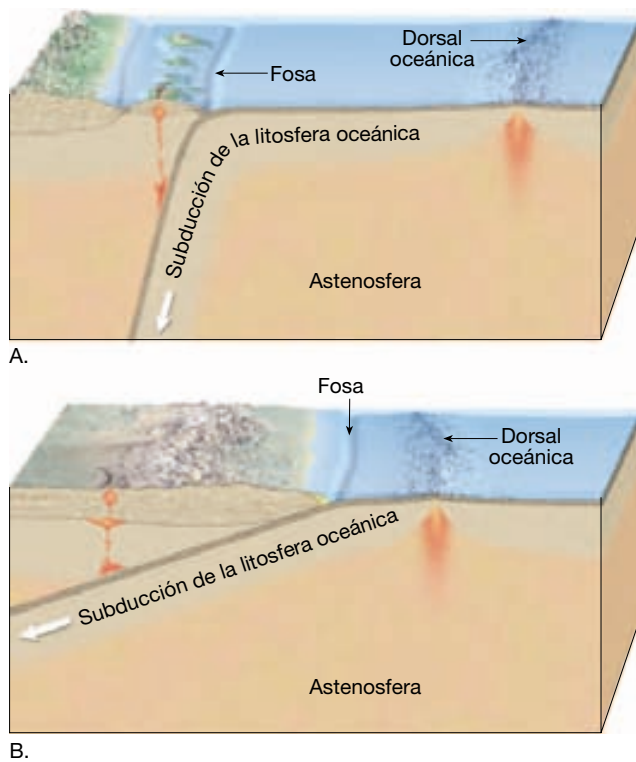 Dorsal
oceánica
Fosa
Subducción de la litosfera oceánica
Astenosfera
A.
Fosa
Dorsal
oceánica
Subducción de la litosfera oceánica
Astenosfera
B.